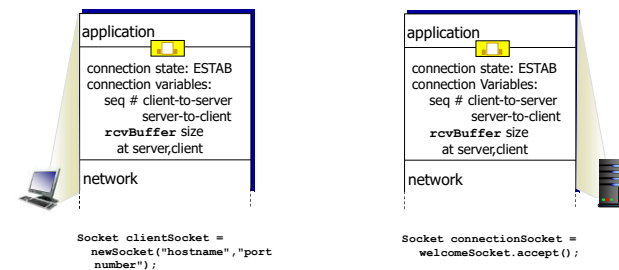 application
connection state: ESTAB
connection variables:
seq # client-to-server
server-to-client
rcvBuffer size
at server,client
network
Socket clientSocket =
newSocket("hostname","port
number");
application
connection state: ESTAB
connection Variables:
seq # client-to-server
server-to-client
rcvBuffer size
at server,client
network
Socket connectionSocket =
welcomeSocket.accept();